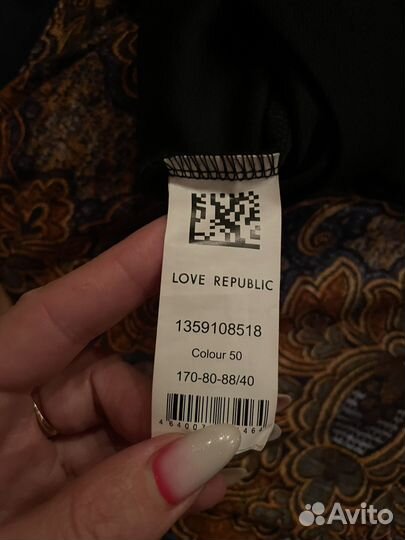 LOVE REPUBLIC
1359108518
Colour 50
170-80-88/40
Avito